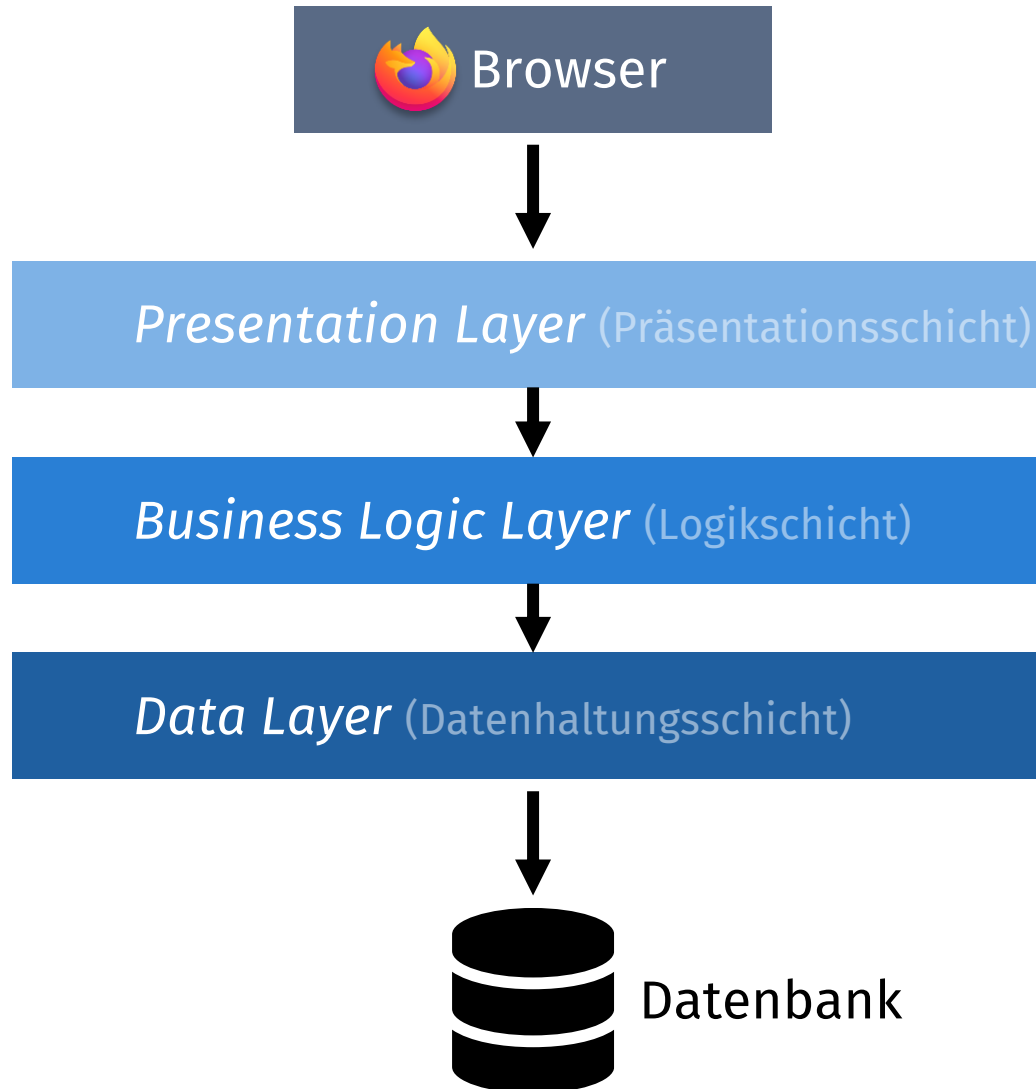 Browser
Presentation Layer (Präsentationsschicht)
Business Logic Layer (Logikschicht)
Data Layer (Datenhaltungsschicht)
Datenbank